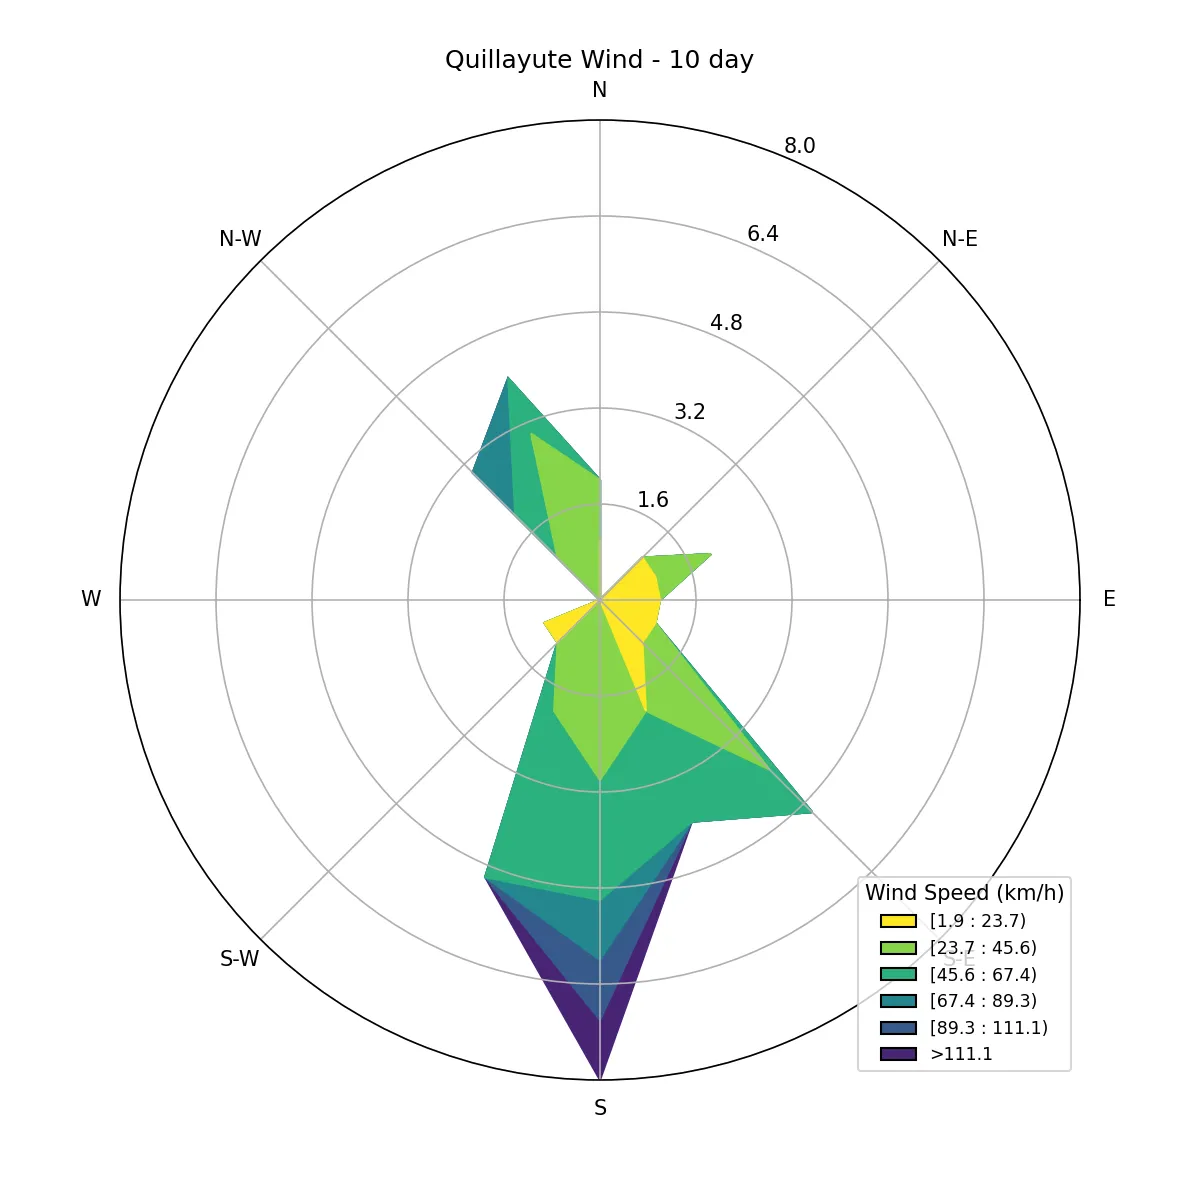 Quillayute Wind - 10 day
N
8.0
N-W
6.4
N-E
4.8
3.2
1.6
W
E
Wind Speed (km/h)
[1.9 : 23.7)
[23.7 : 45.6)
S-W
S-E
[45.6 : 67.4)
[67.4 : 89.3)
[89.3 : 111.1)
>111.1
S